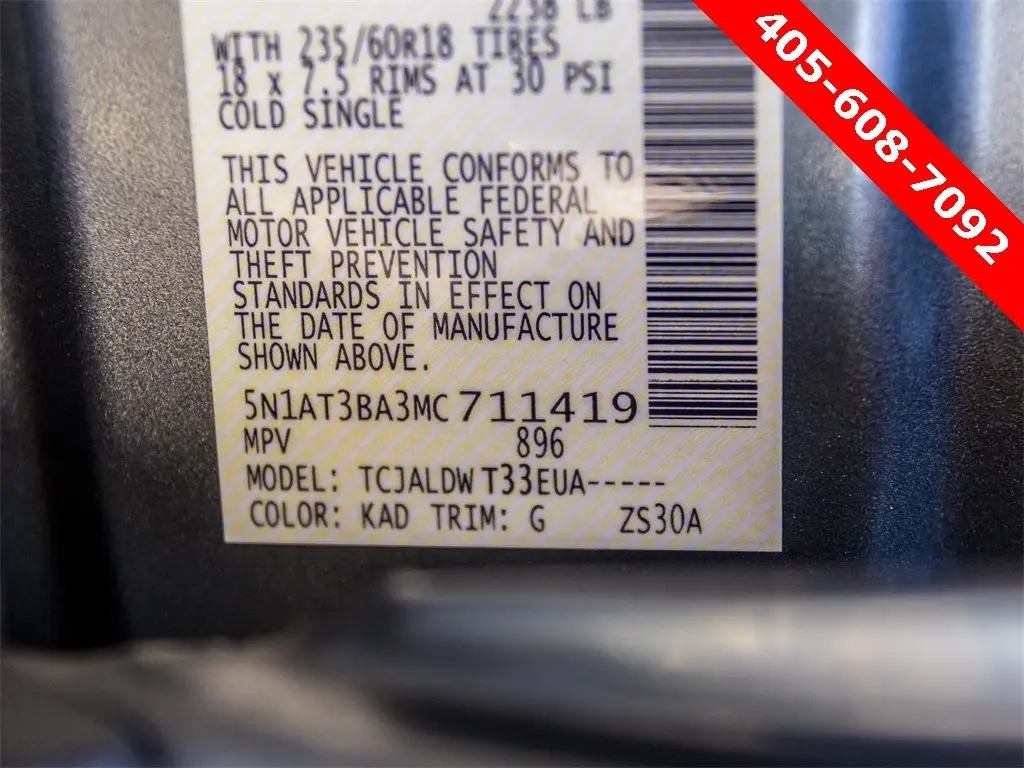 2238 LB
WITH 235/60R18 TIRES
18 x 7.5 RIMS AT 30 PSI
COLD SINGLE
THIS VEHICLE CONFORMS TO
ALL APPLICABLE FEDERAL
MOTOR VEHICLE SAFETY AND
THEFT PREVENTION
STANDARDS IN EFFECT ON
THE DATE OF MANUFACTURE
SHOWN ABOVE.
5N1AT3BA3MC711419
MPV 896
MODEL: TCJALDW T33EUA-----
COLOR: KAD TRIM: G ZS30A
405-608-7092